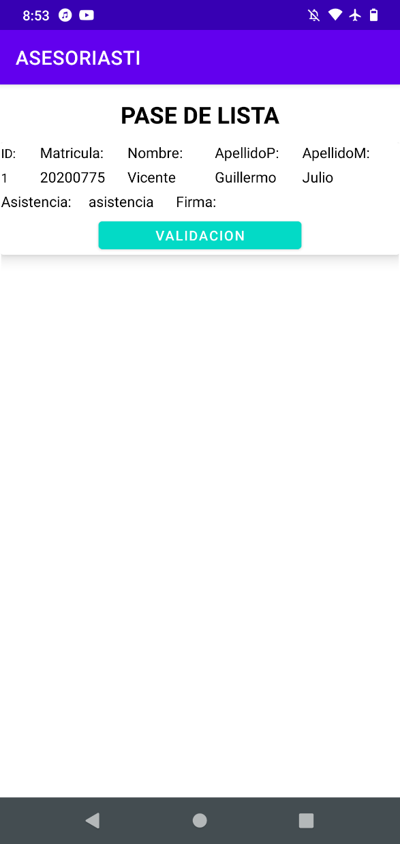 8:53
ASESORIASTI
PASE DE LISTA
ID: Matricula: Nombre: ApellidoP: ApellidoM:
1 20200775 Vicente Guillermo Julio
Asistencia: asistencia Firma:
VALIDACION